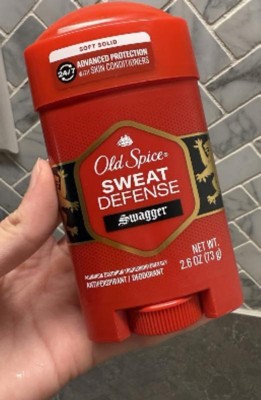 SOFT SOLID
24/7
ADVANCED PROTECTION
with SKIN CONDITIONERS
Old Spice®
SWEAT
DEFENSE
Swagger
NET WT.
2.6 OZ (73 g)
ANTIPERSPIRANT / DEODORANT